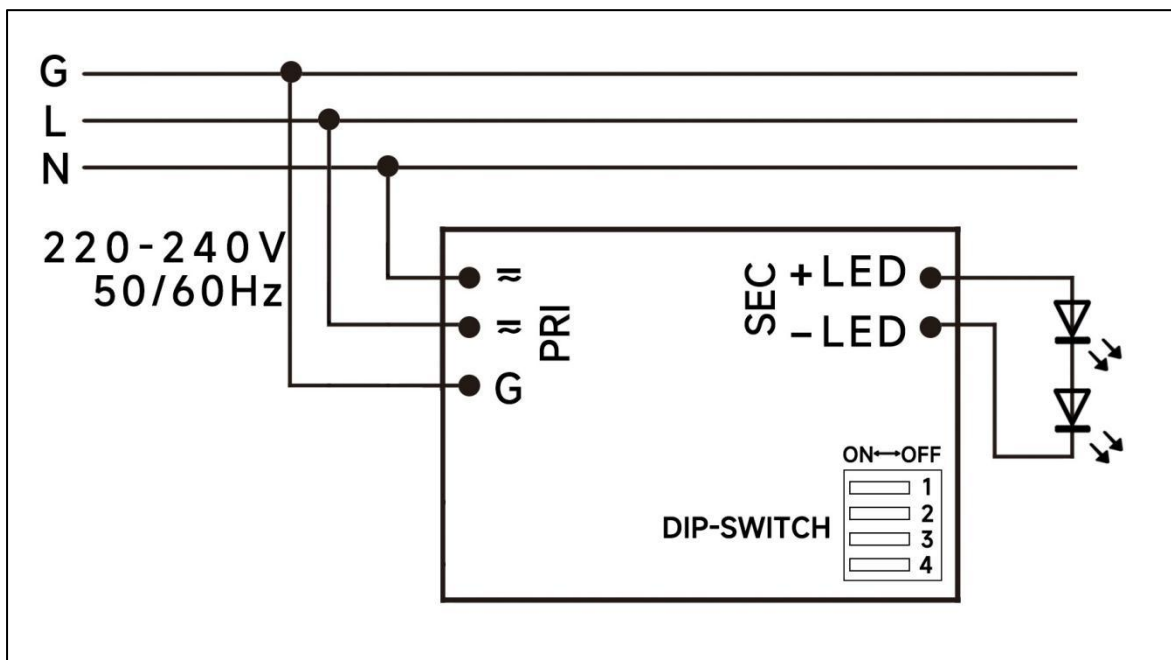 G
L
N
220-240V
50/60Hz
≂
≂
G
PRI
SEC
+LED
–LED
ON↔OFF
1
2
3
4
DIP-SWITCH